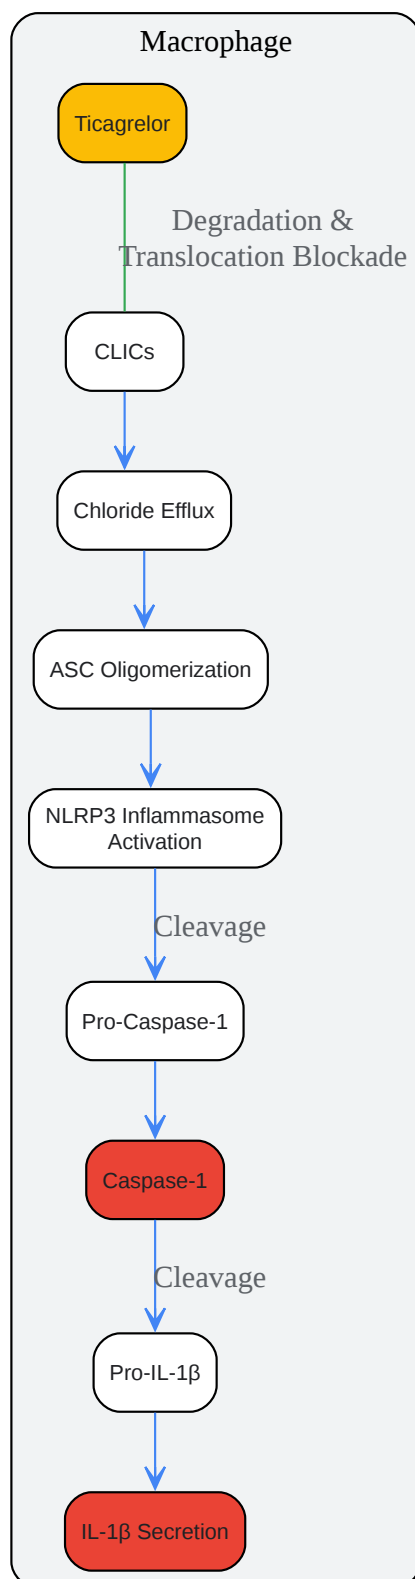 Macrophage
Ticagrelor
Degradation &
Translocation Blockade
CLICs
Chloride Efflux
ASC Oligomerization
NLRP3 Inflammasome
Activation
Cleavage
Pro-Caspase-1
Caspase-1
Cleavage
Pro-IL-1β
IL-1β Secretion